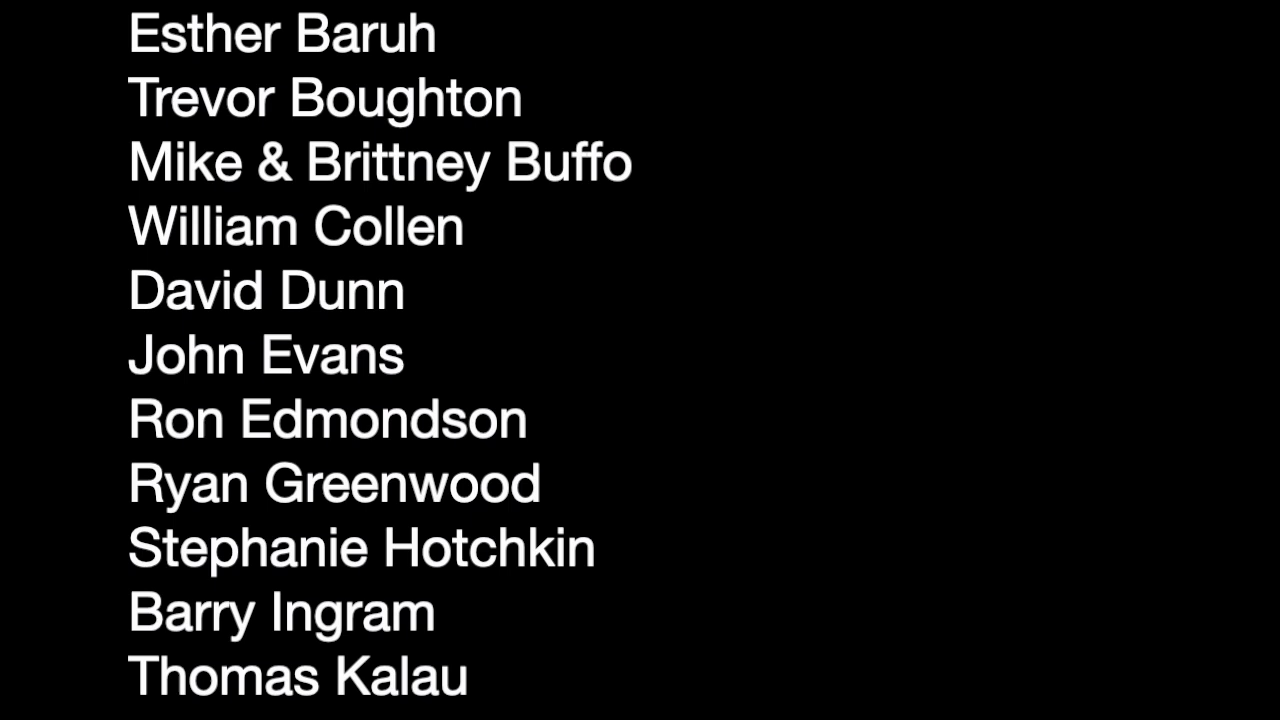 Esther Baruh
Trevor Boughton
Mike & Brittney Buffo
William Collen
David Dunn
John Evans
Ron Edmondson
Ryan Greenwood
Stephanie Hotchkin
Barry Ingram
Thomas Kalau